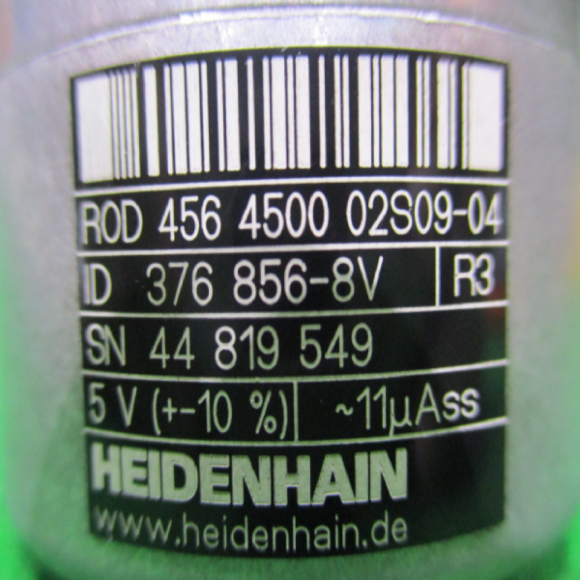 ROD 456 4500 02S09-04
ID 376 856-8V R3
SN 44 819 549
5 V (+-10 %) ~11µAss
HEIDENHAIN
www.heidenhain.de